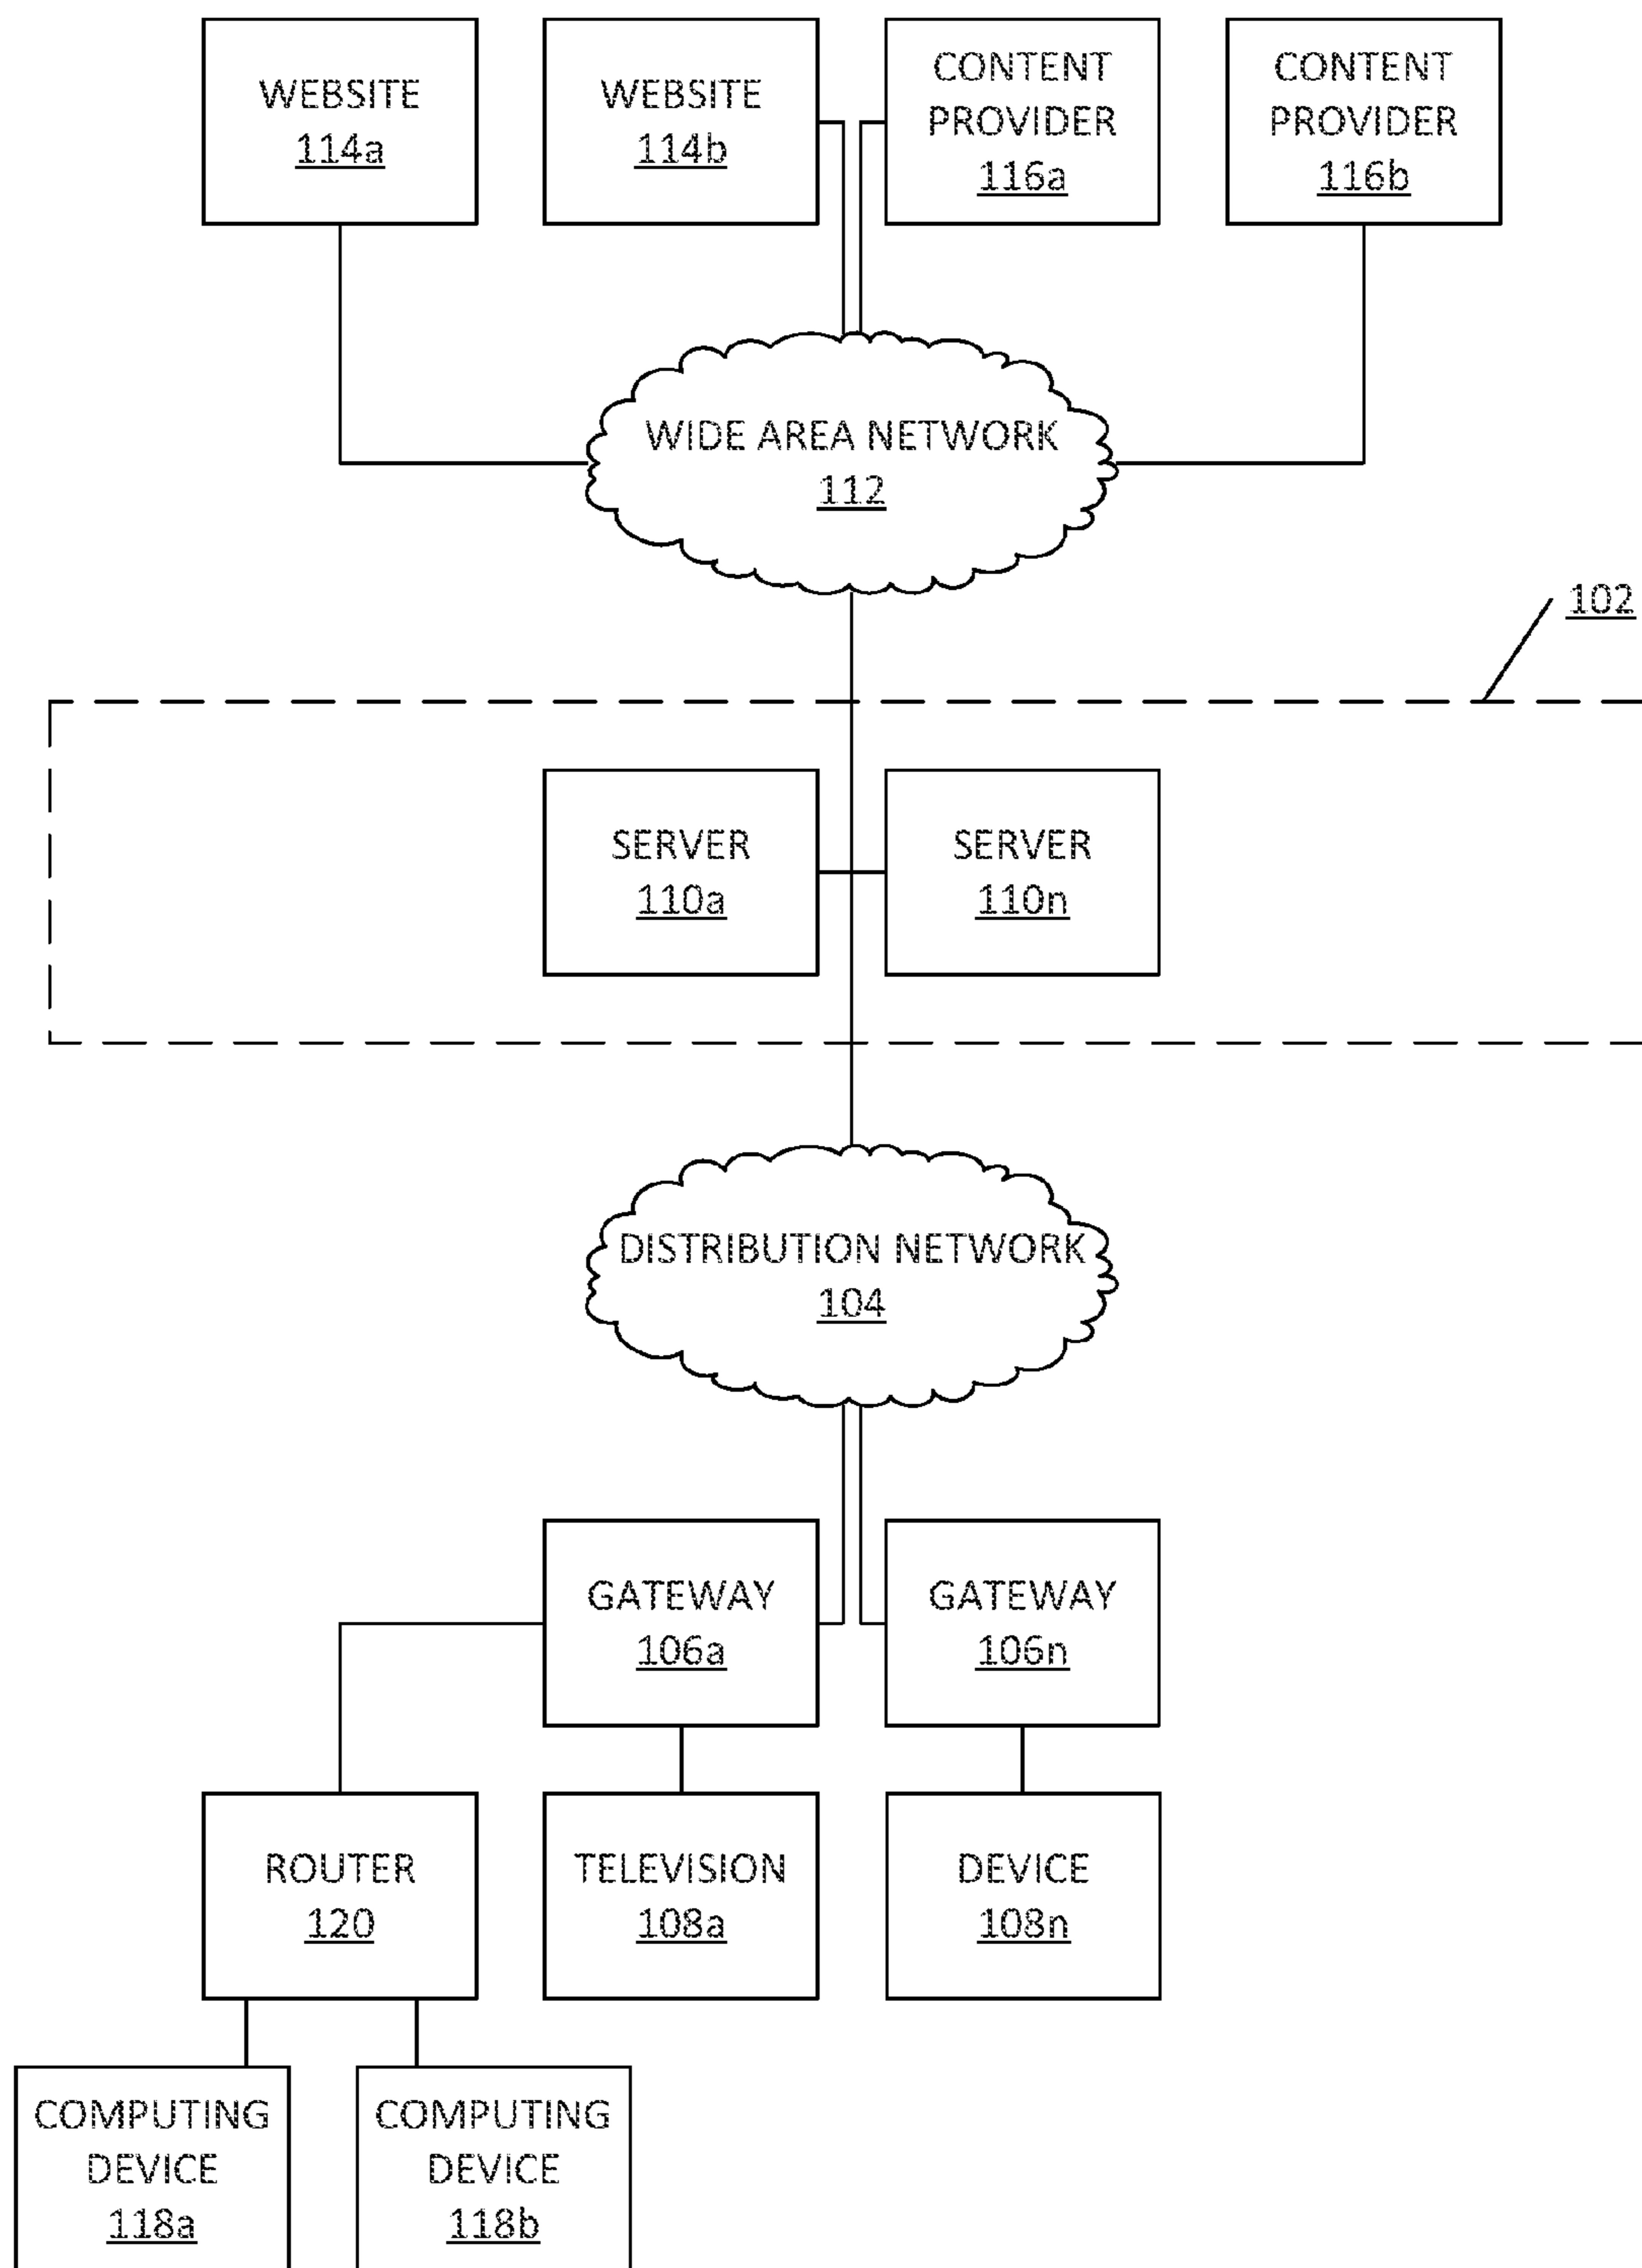 WEBSITE
114a
WEBSITE
114b
CONTENT
PROVIDER
116a
CONTENT
PROVIDER
116b
WIDE AREA NETWORK
112
102
SERVER
110a
SERVER
110n
DISTRIBUTION NETWORK
104
GATEWAY
106a
GATEWAY
106n
ROUTER
120
TELEVISION
108a
DEVICE
108n
COMPUTING
DEVICE
118a
COMPUTING
DEVICE
118b